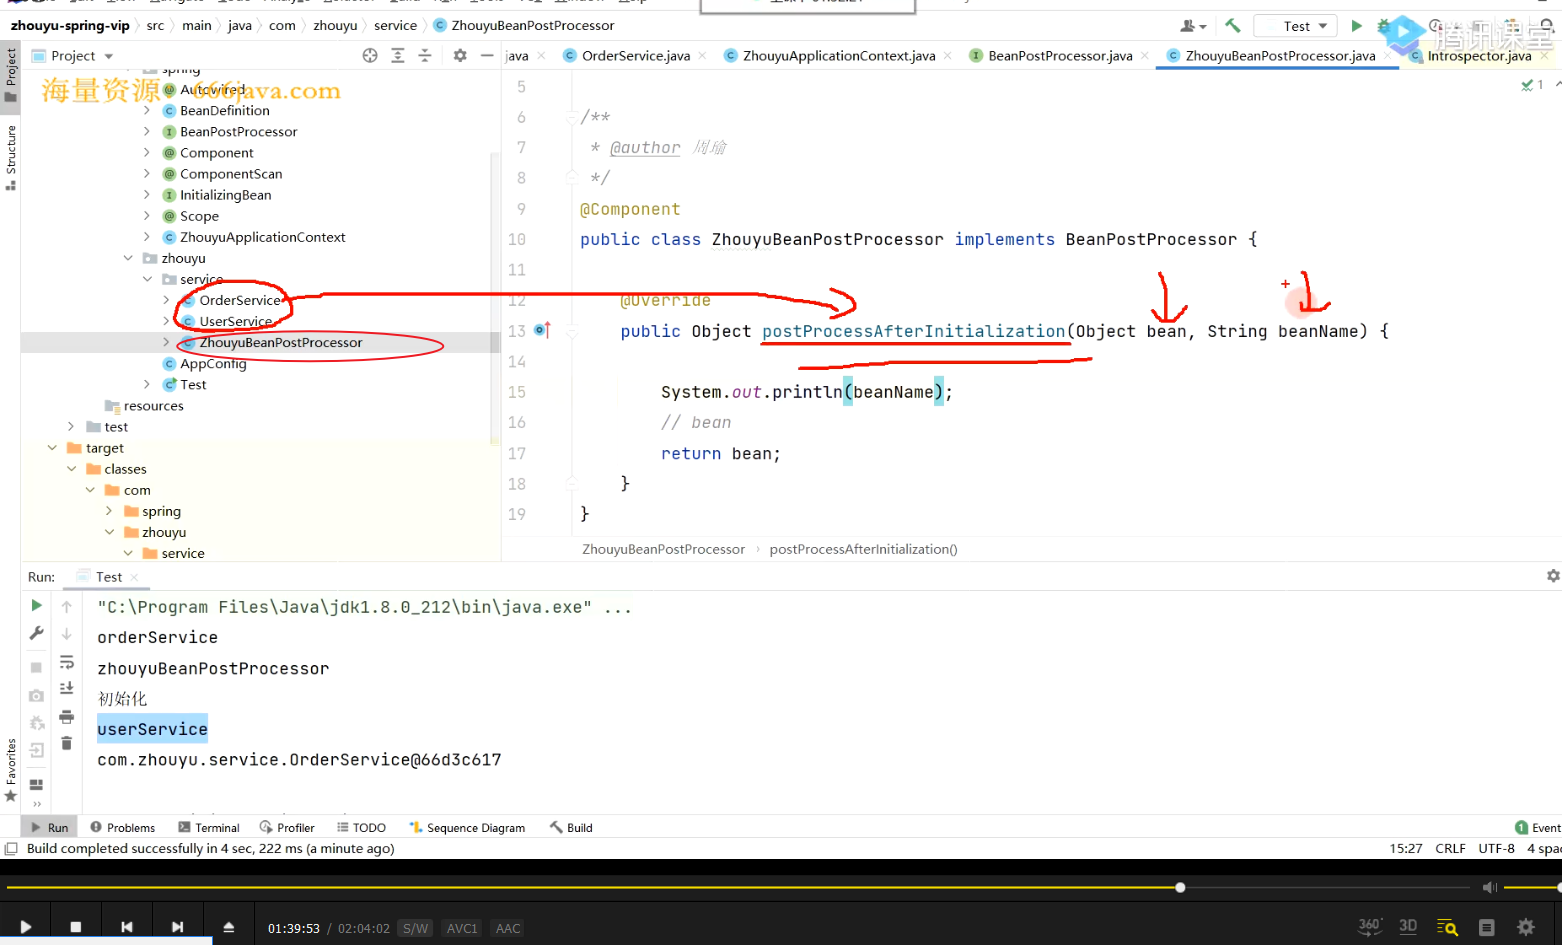 zhouyu-spring-vip › src › main › java › com › zhouyu › service › ZhouyuBeanPostProcessor
Test
腾讯课堂
Project
java
OrderService.java
ZhouyuApplicationContext.java
BeanPostProcessor.java
ZhouyuBeanPostProcessor.java
Introspector.java
海量资源：666java.com
spring
Autowired
BeanDefinition
BeanPostProcessor
Component
ComponentScan
InitializingBean
Scope
ZhouyuApplicationContext
zhouyu
service
OrderService
UserService
ZhouyuBeanPostProcessor
AppConfig
Test
resources
test
target
classes
com
spring
zhouyu
service
Project
Structure
Favorites
1
5
6 /**
7 * @author 周瑜
8 */
9 @Component
10 public class ZhouyuBeanPostProcessor implements BeanPostProcessor {
11
12 @Override
13 public Object postProcessAfterInitialization(Object bean, String beanName) {
14
15 System.out.println(beanName);
16 // bean
17 return bean;
18 }
19 }
ZhouyuBeanPostProcessor › postProcessAfterInitialization()
Run: Test
"C:\Program Files\Java\jdk1.8.0_212\bin\java.exe" ...
orderService
zhouyuBeanPostProcessor
初始化
userService
com.zhouyu.service.OrderService@66d3c617
Run Problems Terminal Profiler TODO Sequence Diagram Build 1 Event
Build completed successfully in 4 sec, 222 ms (a minute ago) 15:27 CRLF UTF-8 4 spac
01:39:53 / 02:04:02 S/W AVC1 AAC 360° 3D